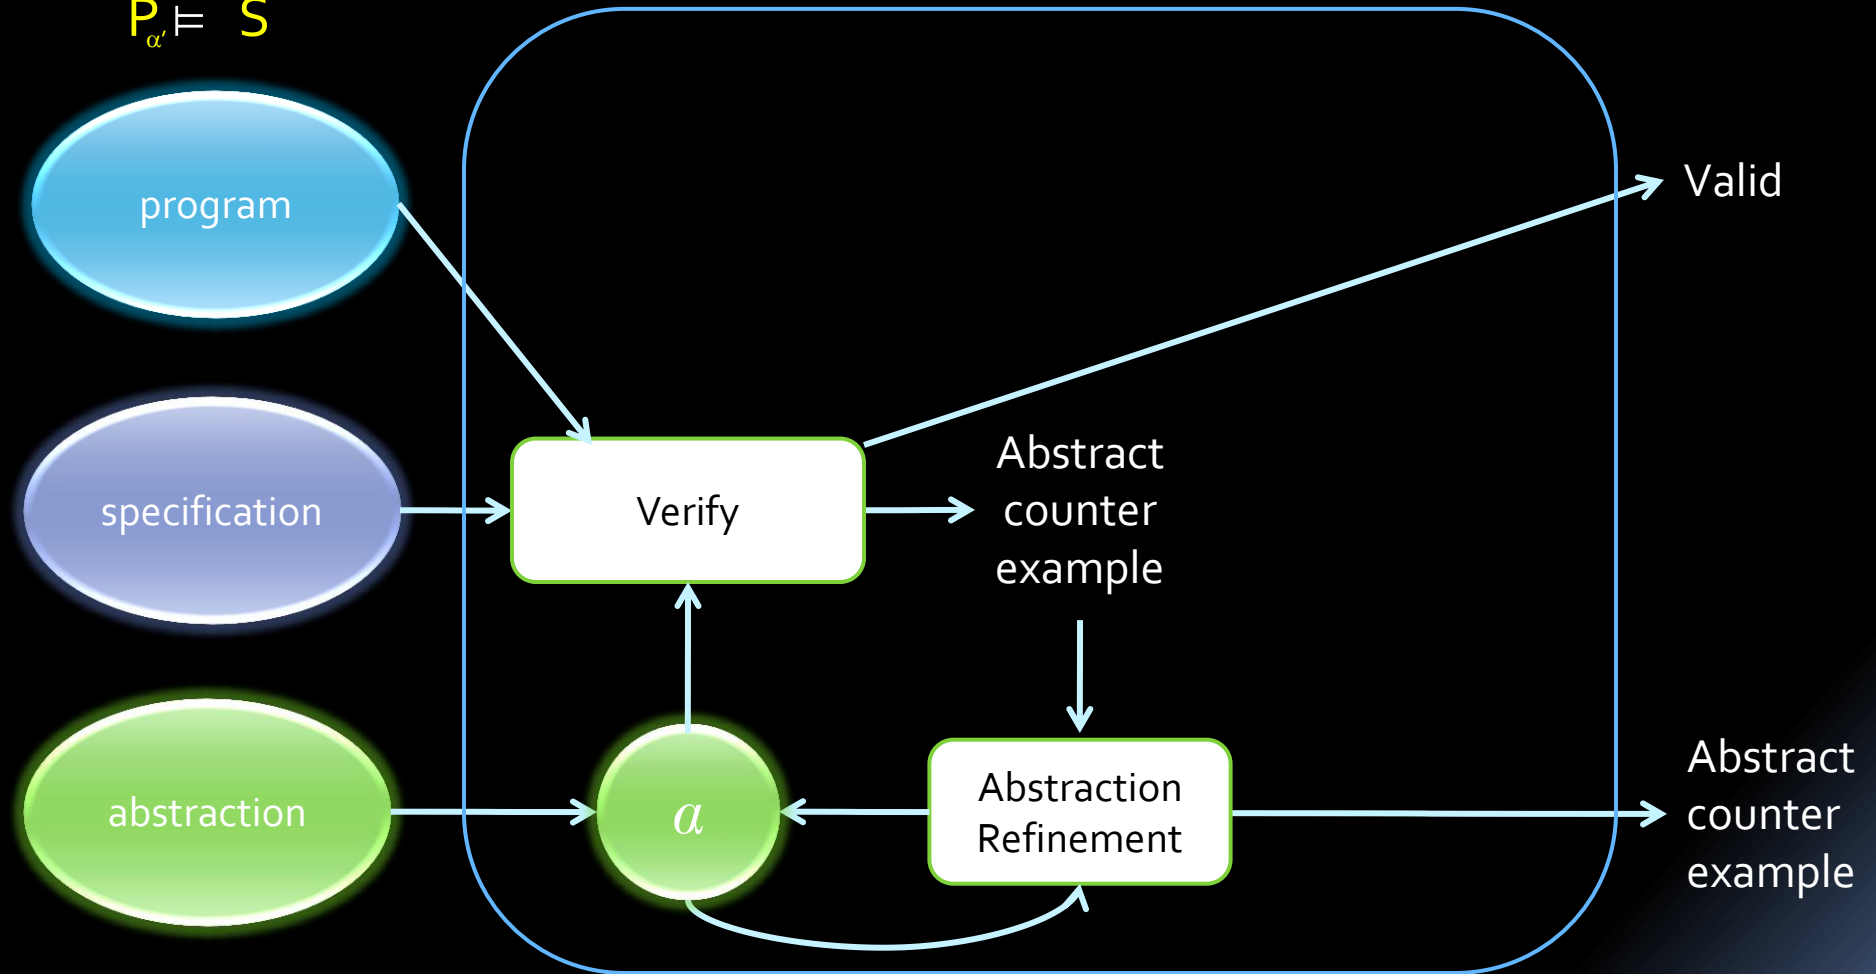 Pα′⊨ S
program
Valid
specification
Verify
Abstract
counter
example
abstraction
α
Abstraction
Refinement
Abstract
counter
example